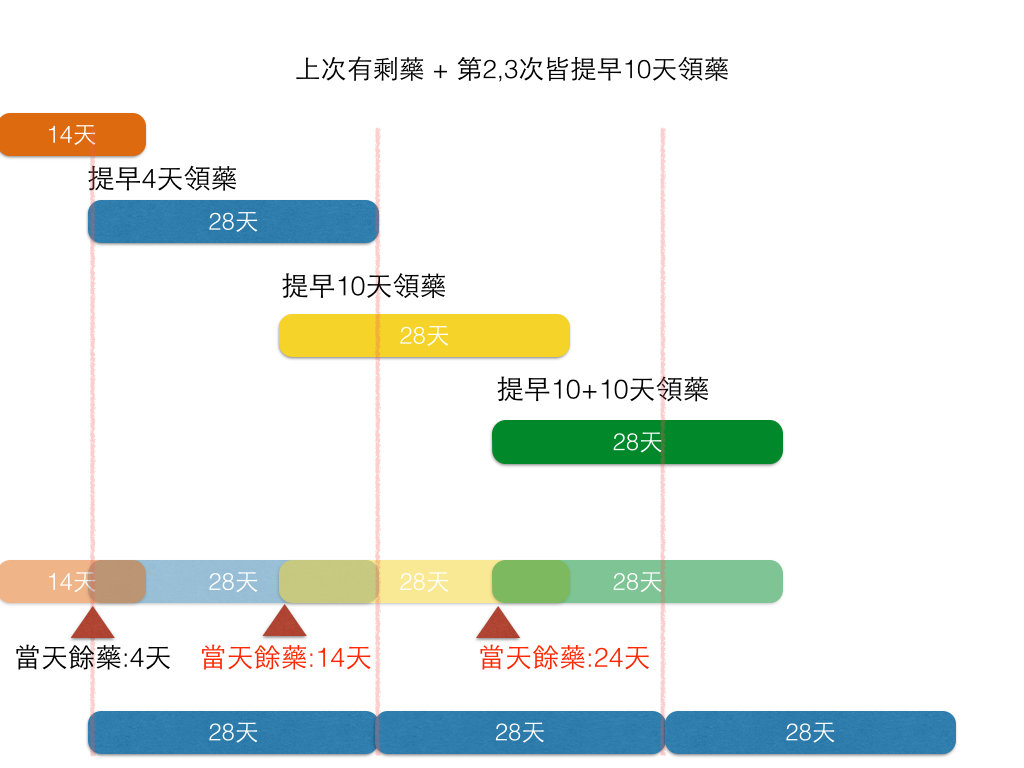 上次有剩藥 + 第2,3次皆提早10天領藥
14天
提早4天領藥
28天
提早10天領藥
28天
提早10+10天領藥
28天
14天 28天 28天 28天
當天餘藥:4天 當天餘藥:14天 當天餘藥:24天
28天 28天 28天